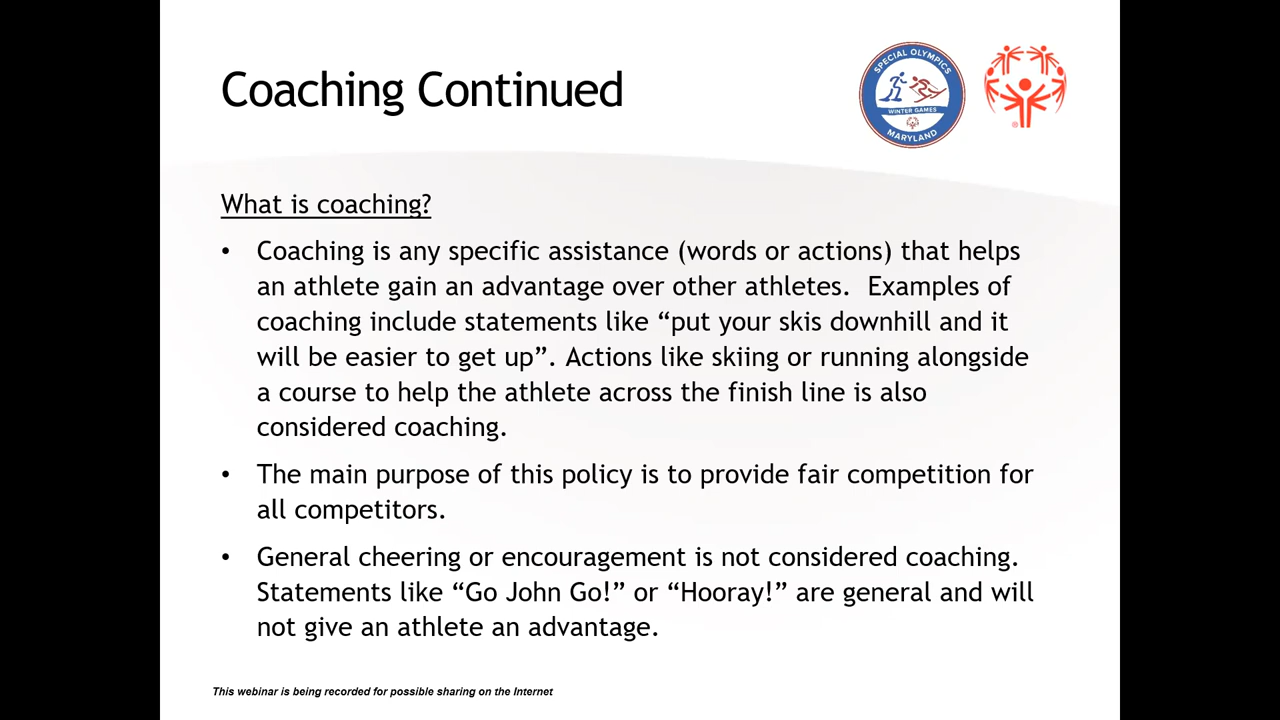 Coaching Continued
SPECIAL OLYMPICS
WINTER GAMES
MARYLAND
®
What is coaching?
• Coaching is any specific assistance (words or actions) that helps
an athlete gain an advantage over other athletes.  Examples of
coaching include statements like “put your skis downhill and it
will be easier to get up”. Actions like skiing or running alongside
a course to help the athlete across the finish line is also
considered coaching.
• The main purpose of this policy is to provide fair competition for
all competitors.
• General cheering or encouragement is not considered coaching.
Statements like “Go John Go!” or “Hooray!” are general and will
not give an athlete an advantage.
This webinar is being recorded for possible sharing on the Internet